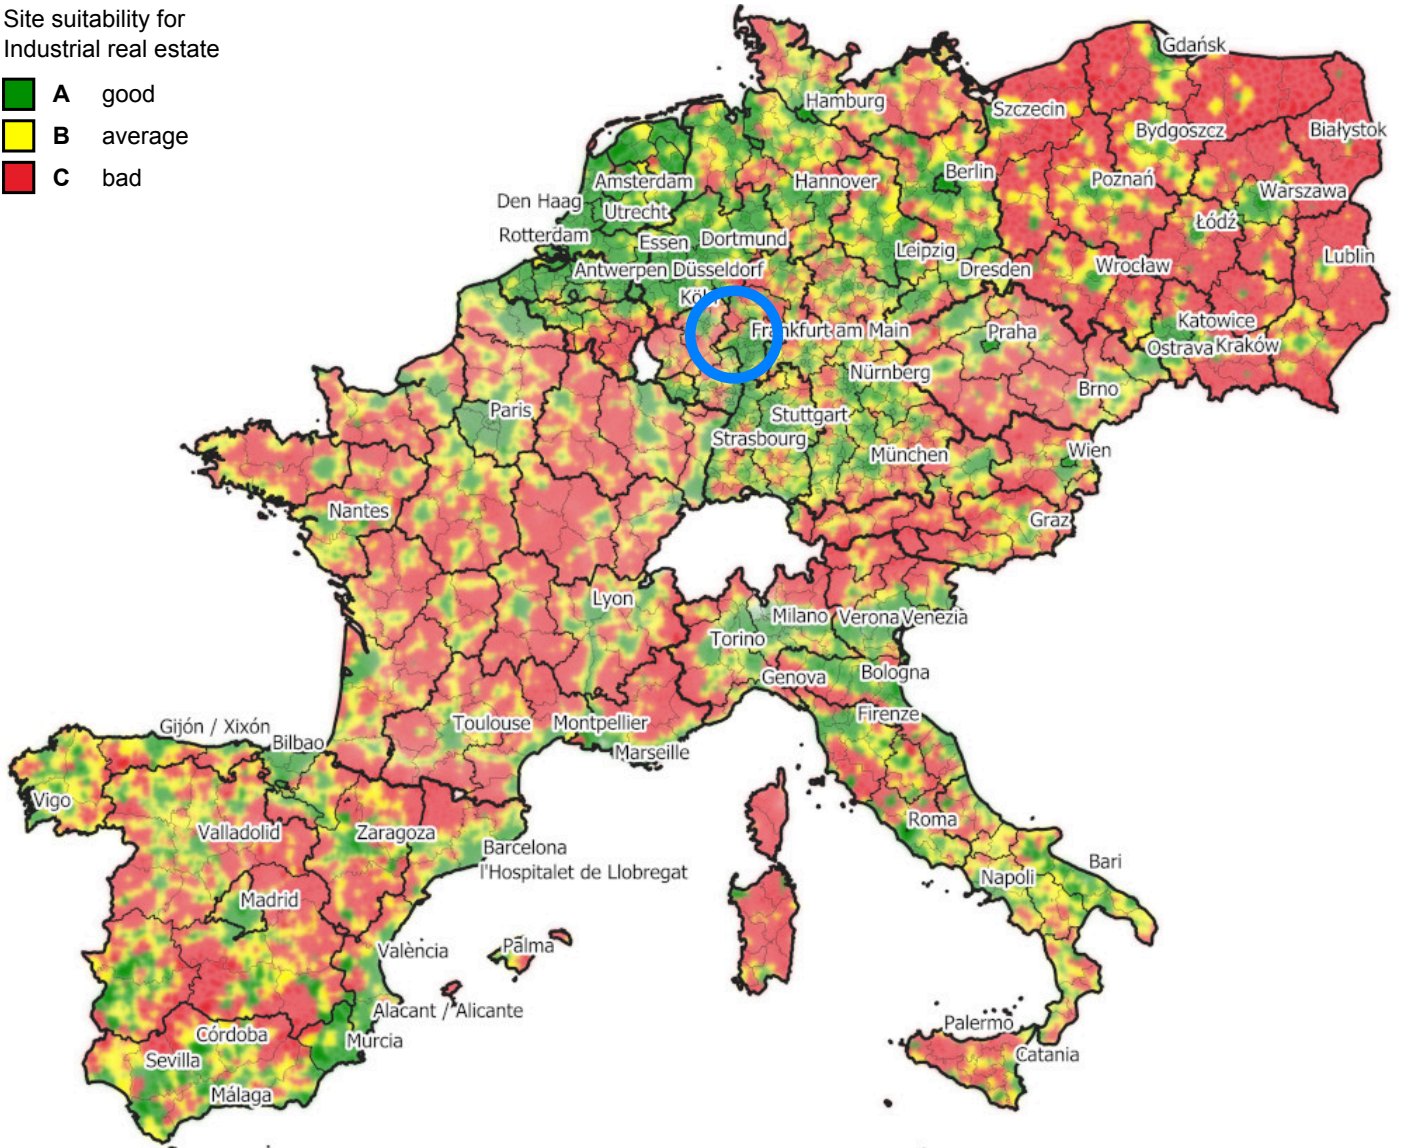 Site suitability for
Industrial real estate
A good
B average
C bad
Gdańsk
Hamburg
Szczecin
Bydgoszcz
Białystok
Amsterdam
Hannover
Berlin
Poznań
Warszawa
Den Haag
Utrecht
Łódź
Rotterdam
Essen
Dortmund
Leipzig
Lublin
Antwerpen
Düsseldorf
Dresden
Wrocław
Köln
Katowice
Frankfurt am Main
Praha
Ostrava
Kraków
Nürnberg
Brno
Paris
Stuttgart
Strasbourg
München
Wien
Nantes
Graz
Lyon
Milano
Verona
Venezia
Torino
Genova
Bologna
Firenze
Gijón / Xixón
Bilbao
Toulouse
Montpellier
Marseille
Vigo
Valladolid
Zaragoza
Roma
Barcelona
l'Hospitalet de Llobregat
Bari
Napoli
Madrid
València
Palma
Alacant / Alicante
Palermo
Córdoba
Murcia
Sevilla
Catania
Málaga